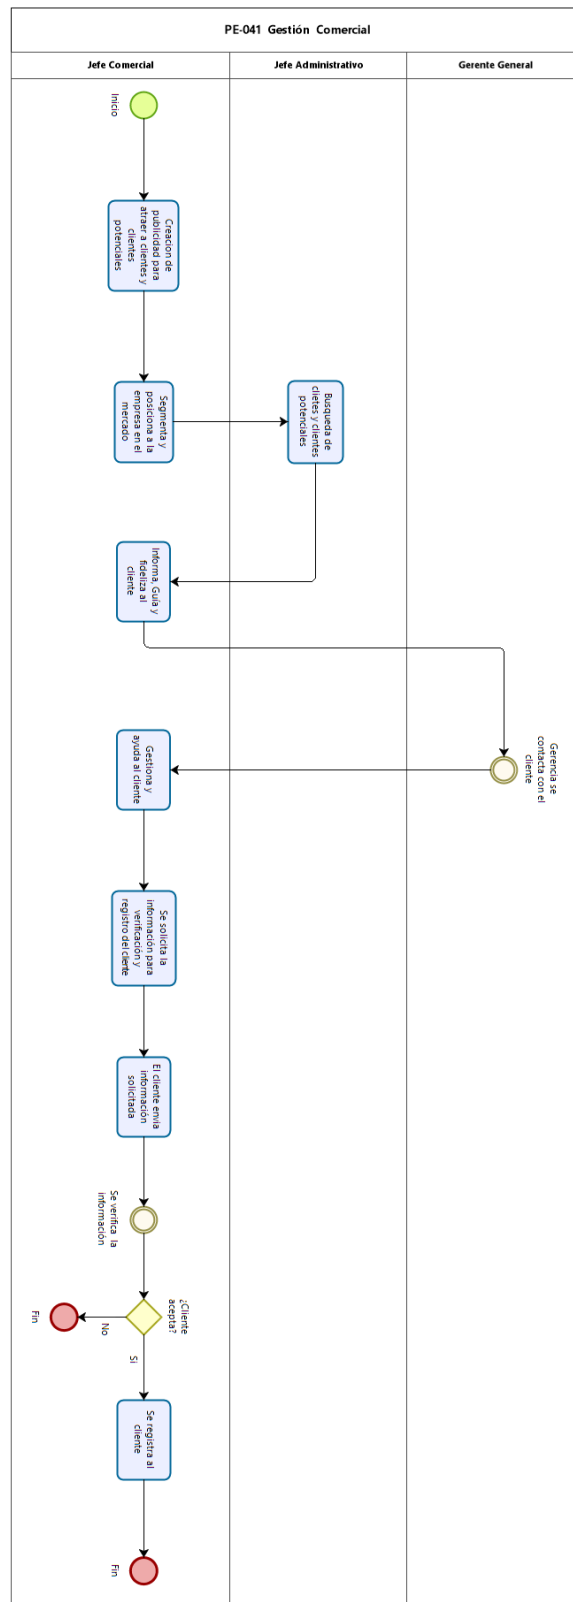 PE-041 Gestión Comercial
Jefe Comercial
Jefe Administrativo
Gerente General
Inicio
Creacion de
publicidad para
atraer a clientes y
clientes
potenciales
Segmenta y
posiciona a la
empresa en el
mercado
Busqueda de
clietes y clientes
potenciales
Informa, Guía y
fideliza al
cliente
Gerencia se
contacta con el
cliente
Gestiona y
ayuda al cliente
Se solicita la
información para
verificación y
registro del cliente
El cliente envia
información
solicitada
Se verifica la
información
¿Cliente
acepta?
No
Fin
Si
Se registra al
cliente
Fin